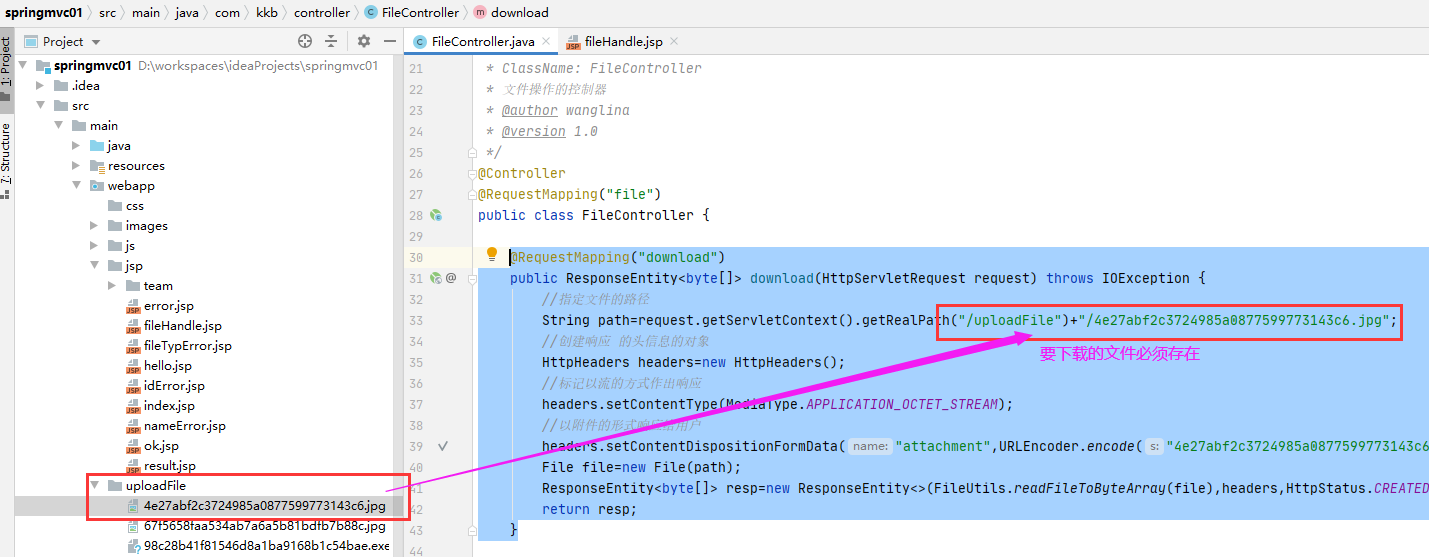 springmvc01 〉 src 〉 main 〉 java 〉 com 〉 kkb 〉 controller 〉 FileController 〉 download
1: Project
7: Structure
Project
springmvc01 D:\workspaces\ideaProjects\springmvc01
.idea
src
main
java
resources
webapp
css
images
js
jsp
team
error.jsp
fileHandle.jsp
fileTypError.jsp
hello.jsp
idError.jsp
index.jsp
nameError.jsp
ok.jsp
result.jsp
uploadFile
4e27abf2c3724985a0877599773143c6.jpg
67f5658faa534ab7a6a5b81bdfb7b88c.jpg
98c28b41f81546d8a1ba9168b1c54bae.exe
FileController.java fileHandle.jsp
21 * ClassName: FileController
22 * 文件操作的控制器
23 * @author wanglina
24 * @version 1.0
25 */
26 @Controller
27 @RequestMapping("file")
28 public class FileController {
29
30 @RequestMapping("download")
31 public ResponseEntity<byte[]> download(HttpServletRequest request) throws IOException {
32 //指定文件的路径
33 String path=request.getServletContext().getRealPath("/uploadFile")+"/4e27abf2c3724985a0877599773143c6.jpg";
34 //创建响应 的头信息的对象
要下载的文件必须存在
35 HttpHeaders headers=new HttpHeaders();
36 //标记以流的方式作出响应
37 headers.setContentType(MediaType.APPLICATION_OCTET_STREAM);
38 //以附件的形式响应给用户
39 headers.setContentDispositionFormData( name: "attachment",URLEncoder.encode( s: "4e27abf2c3724985a0877599773143c6
40 File file=new File(path);
41 ResponseEntity<byte[]> resp=new ResponseEntity<>(FileUtils.readFileToByteArray(file),headers,HttpStatus.CREATED
42 return resp;
43 }
44